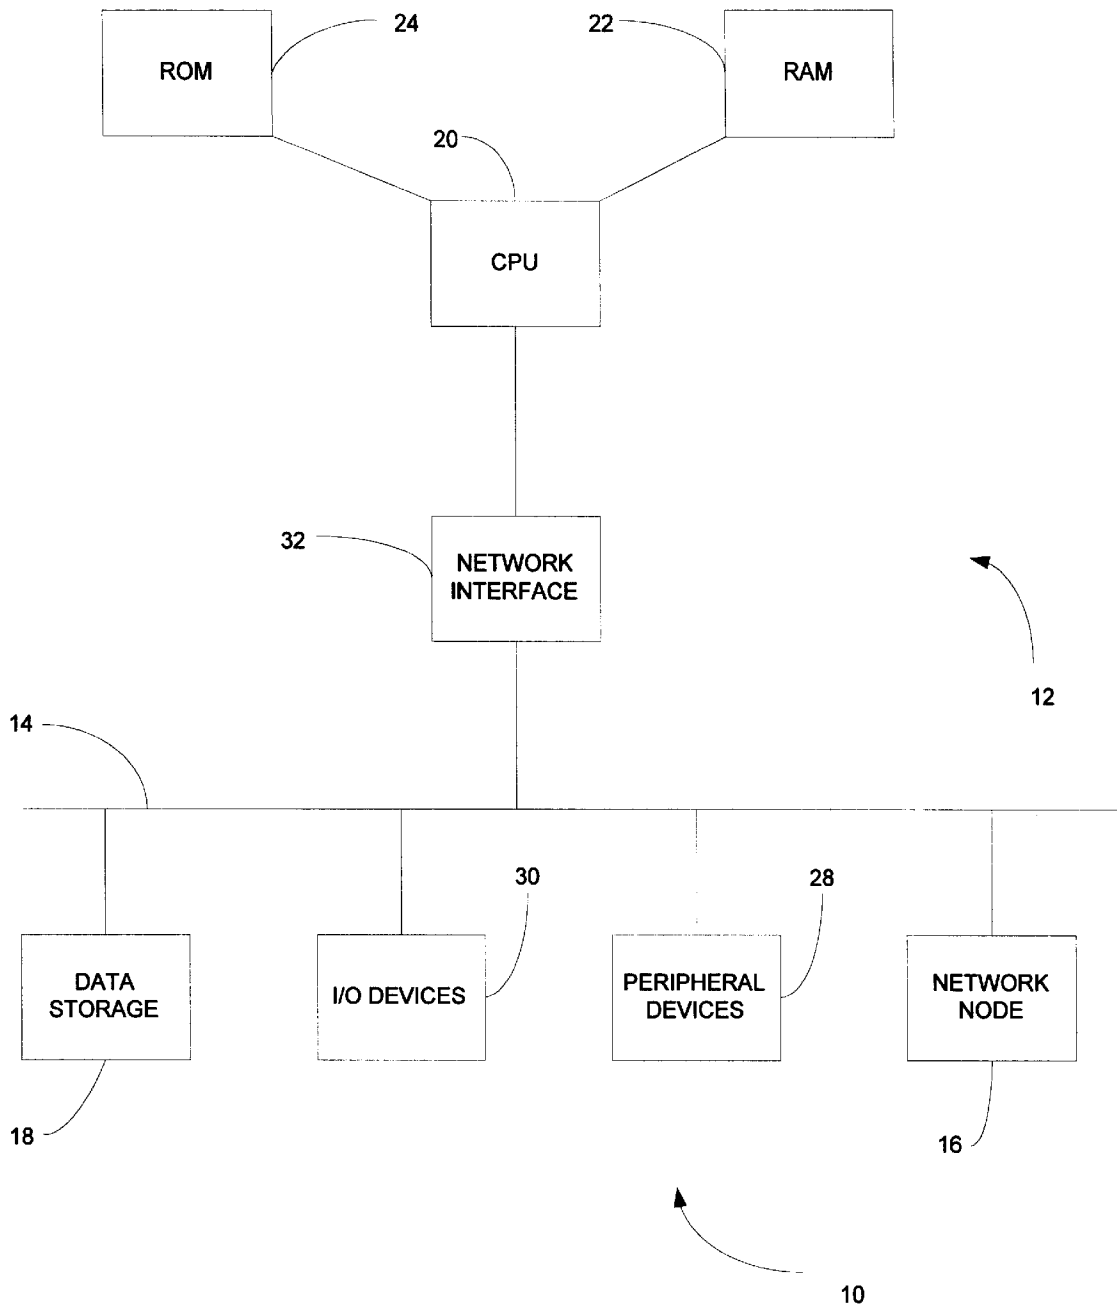 24
22
ROM
RAM
20
CPU
32
NETWORK
INTERFACE
12
14
30
28
DATA
STORAGE
I/O DEVICES
PERIPHERAL
DEVICES
NETWORK
NODE
18
16
10